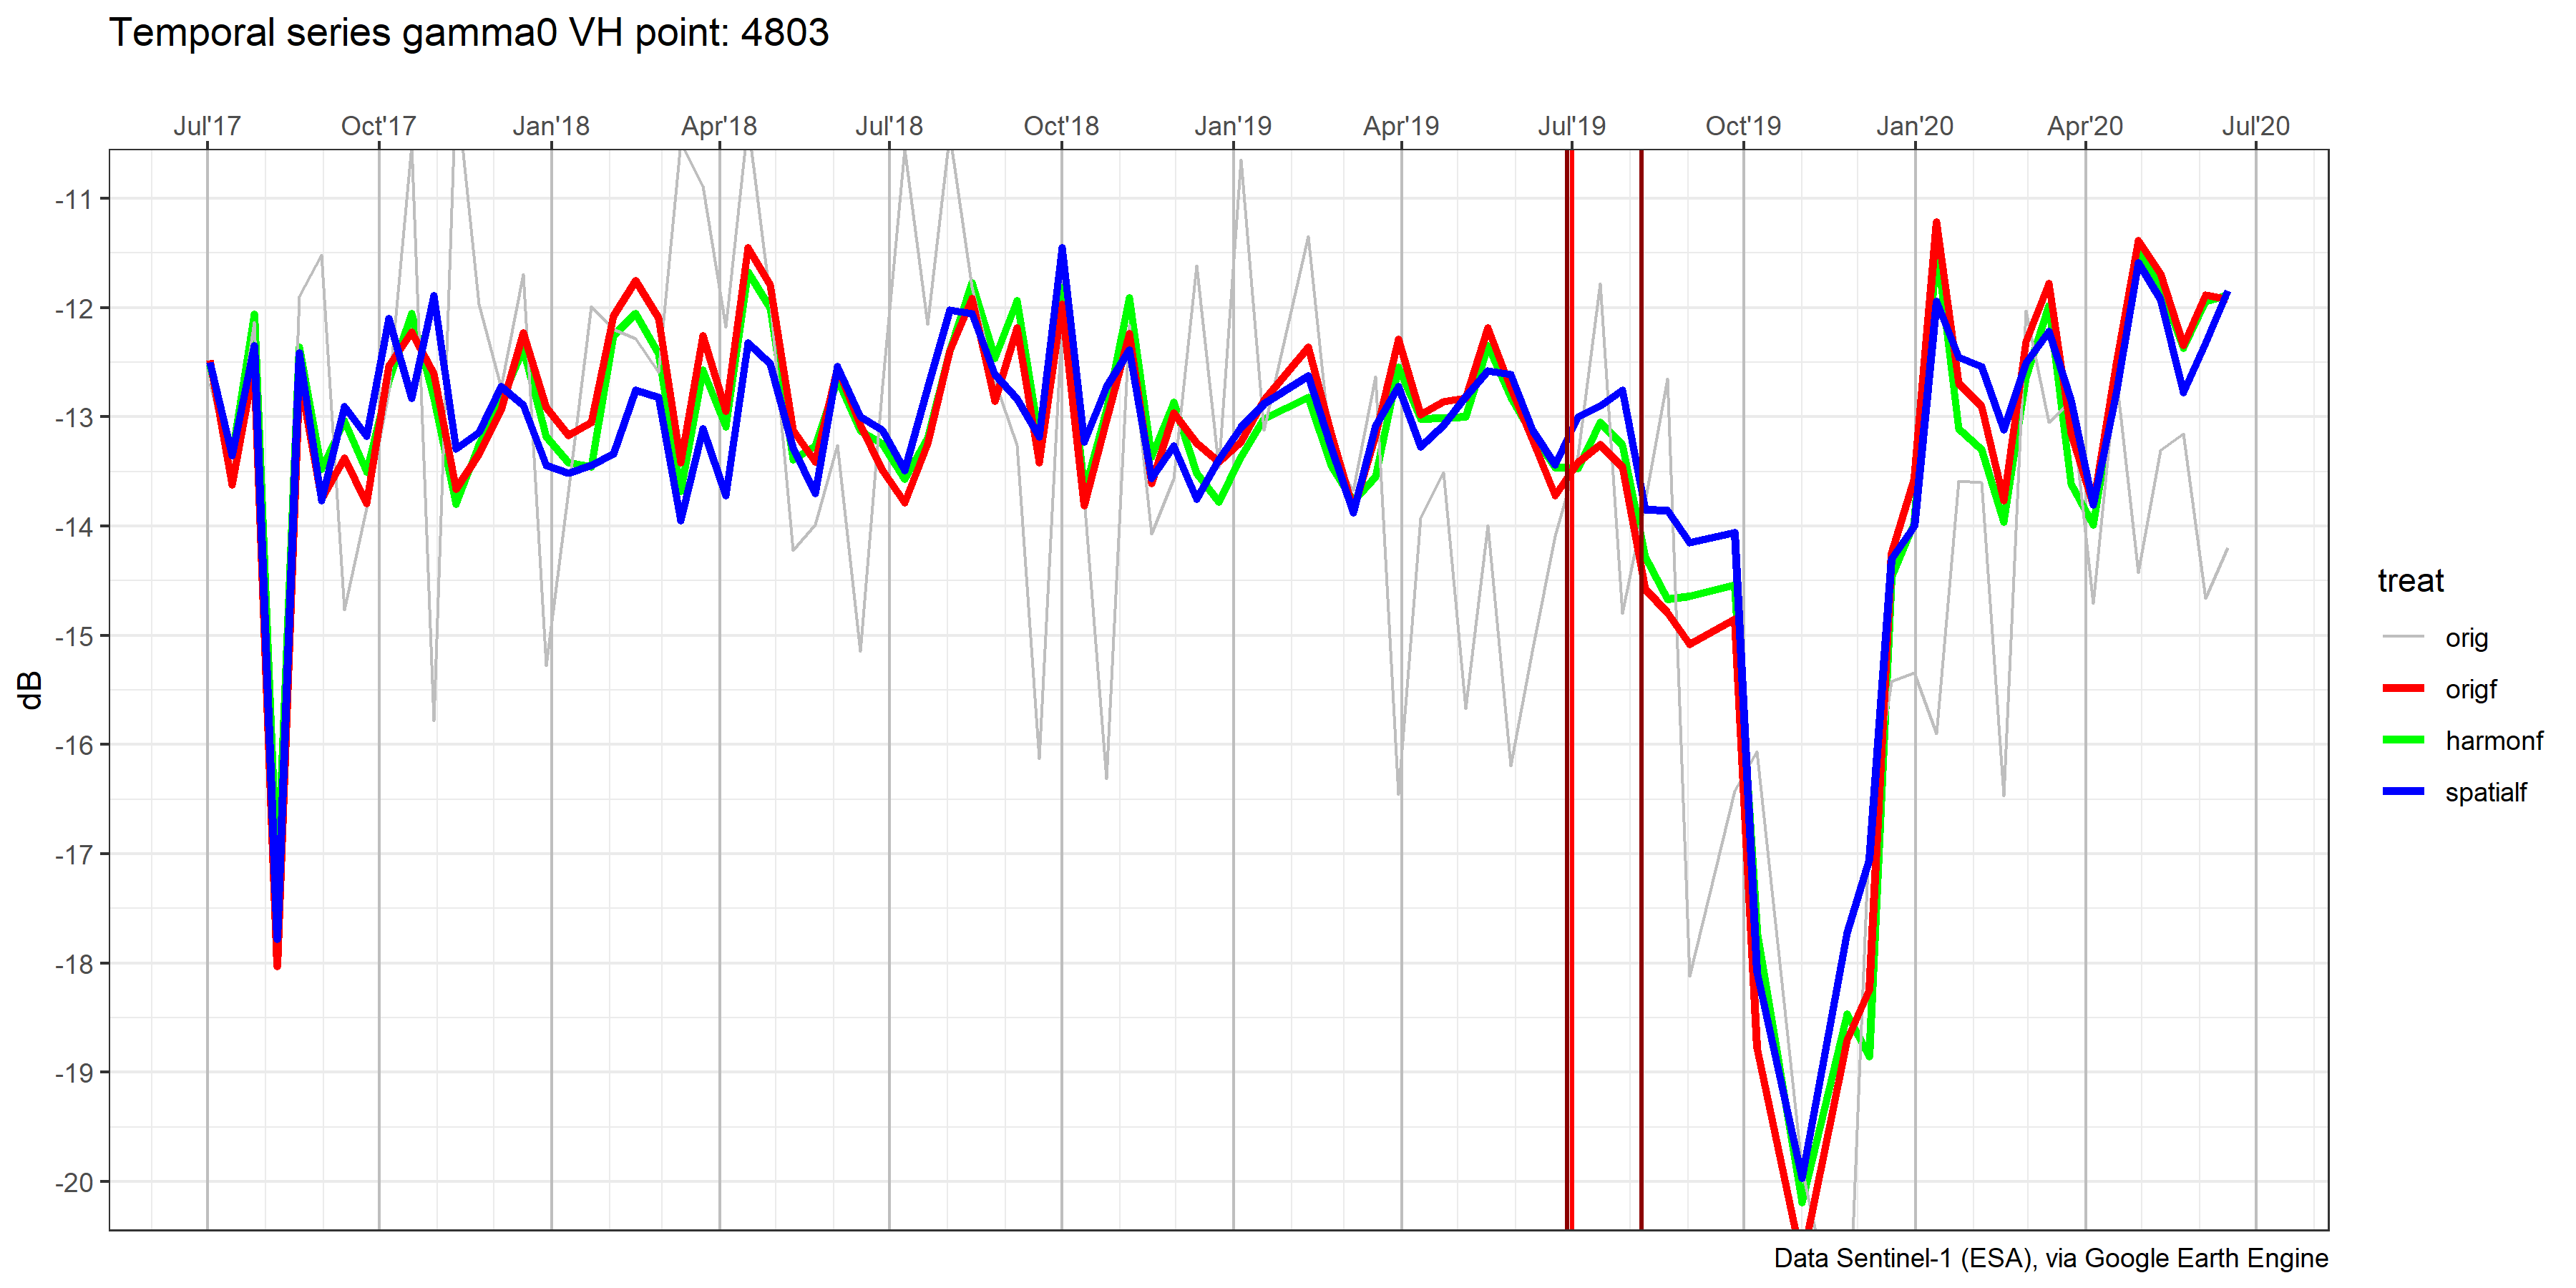 Temporal series gamma0 VH point: 4803
Jul'17 Oct'17 Jan'18 Apr'18 Jul'18 Oct'18 Jan'19 Apr'19 Jul'19 Oct'19 Jan'20 Apr'20 Jul'20
-11
-12
-13
-14
-15
-16
-17
-18
-19
-20
dB
treat
orig
origf
harmonf
spatialf
Data Sentinel-1 (ESA), via Google Earth Engine